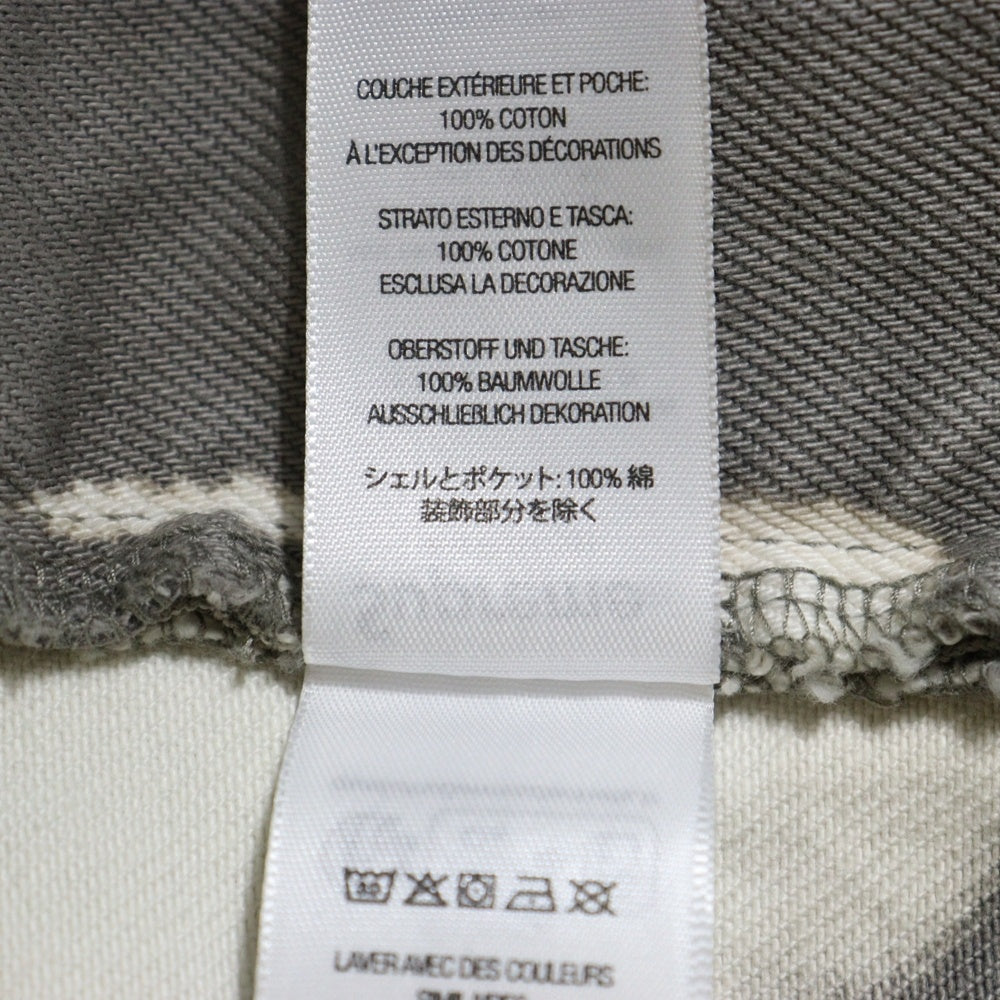 COUCHE EXTÉRIEURE ET POCHE:
100% COTON
À L'EXCEPTION DES DÉCORATIONS
STRATO ESTERNO E TASCA:
100% COTONE
ESCLUSA LA DECORAZIONE
OBERSTOFF UND TASCHE:
100% BAUMWOLLE
AUSSCHLIEBLICH DEKORATION
シェルとポケット: 100% 綿
装飾部分を除く
30
LAVER AVEC DES COULEURS
SIMILAIRES